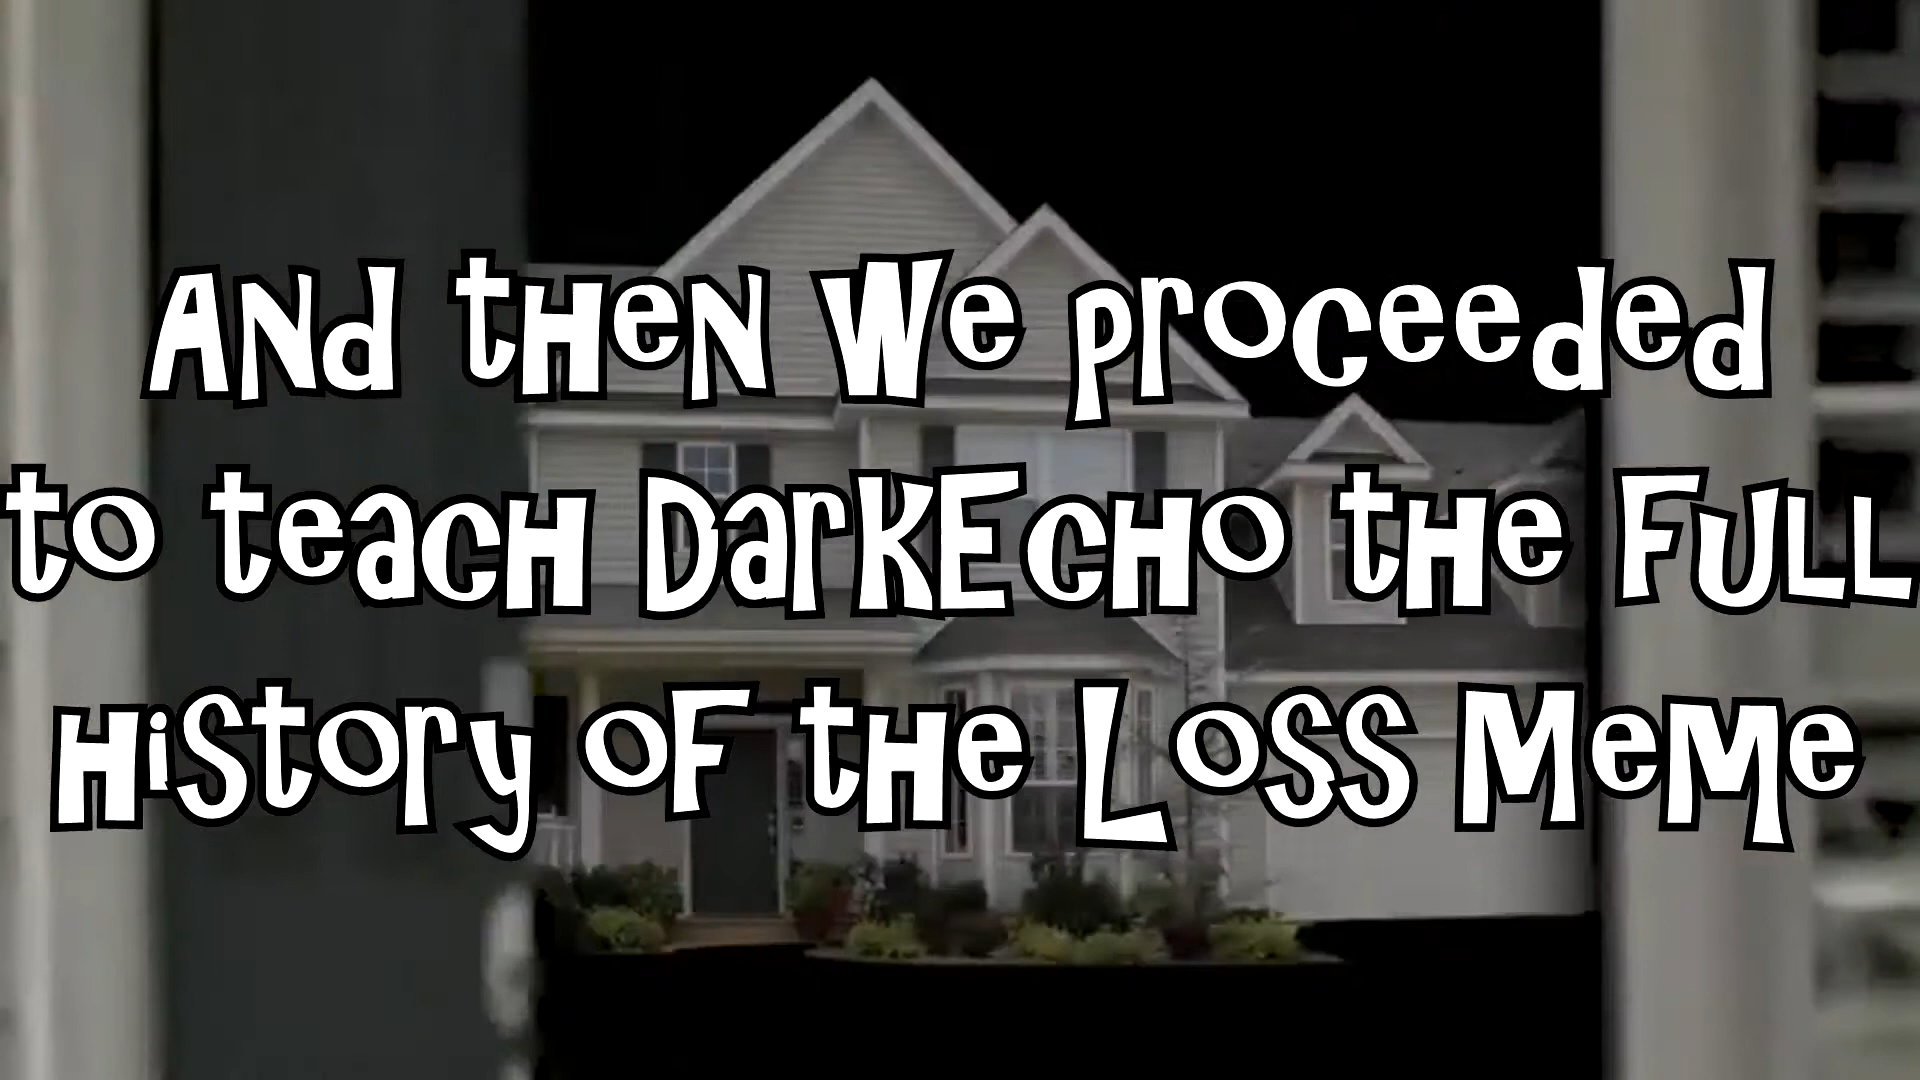 And then we proceeded
to teach DarkEcho the full
history of the Loss meme